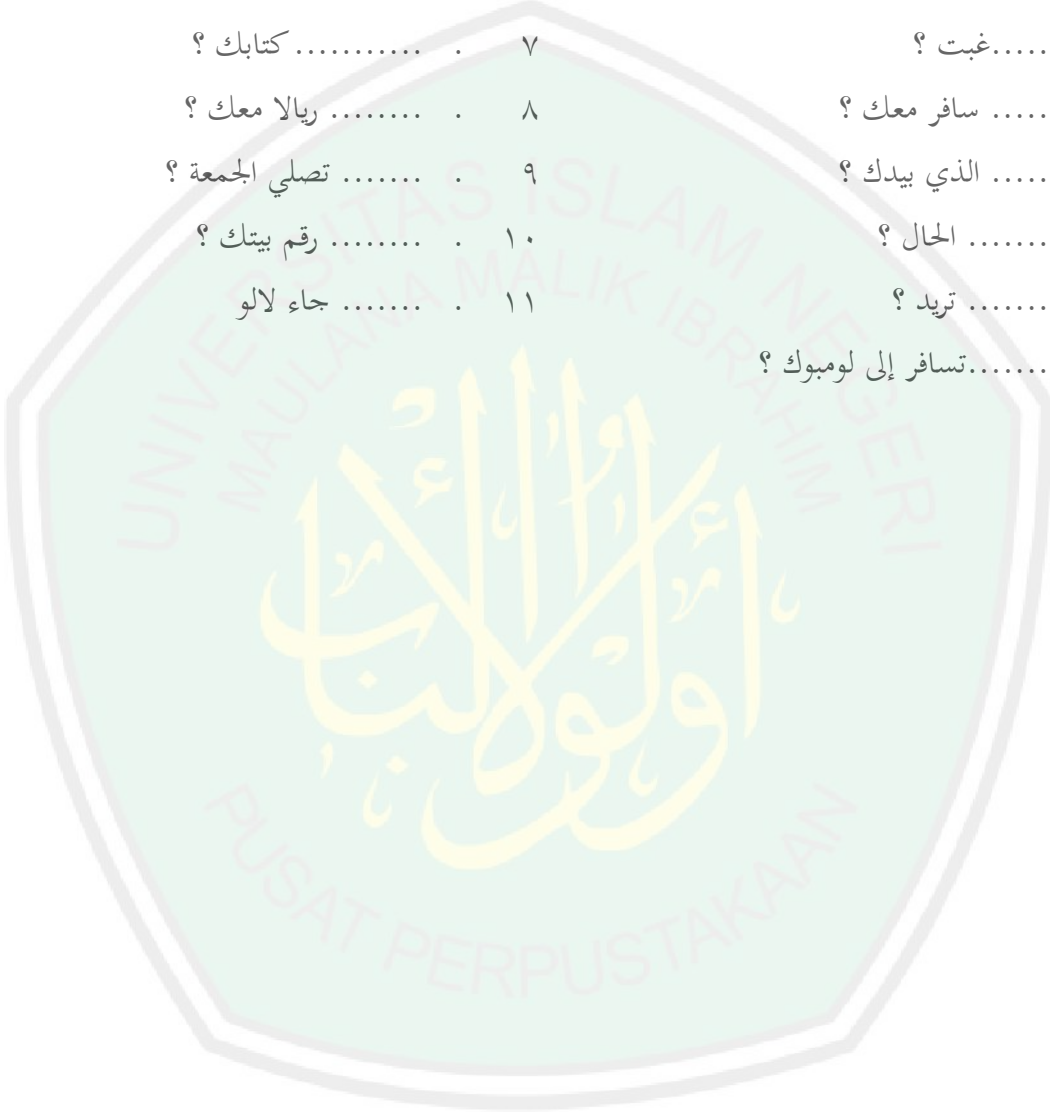 .....غبت ؟ ٧ . ...........كتابك ؟
..... سافر معك ؟ ٨ . ........ ريالا معك ؟
..... الذي بيدك ؟ ٩ . ....... تصلي الجمعة ؟
....... الحال ؟ ١٠ . ........ رقم بيتك ؟
....... تريد ؟ ١١ . ....... جاء لالو
.......تسافر إلى لومبوك ؟
UNIVERSITAS ISLAM NEGERI
MAULANA MALIK IBRAHIM
أولوا الألباب
PUSAT PERPUSTAKAAN